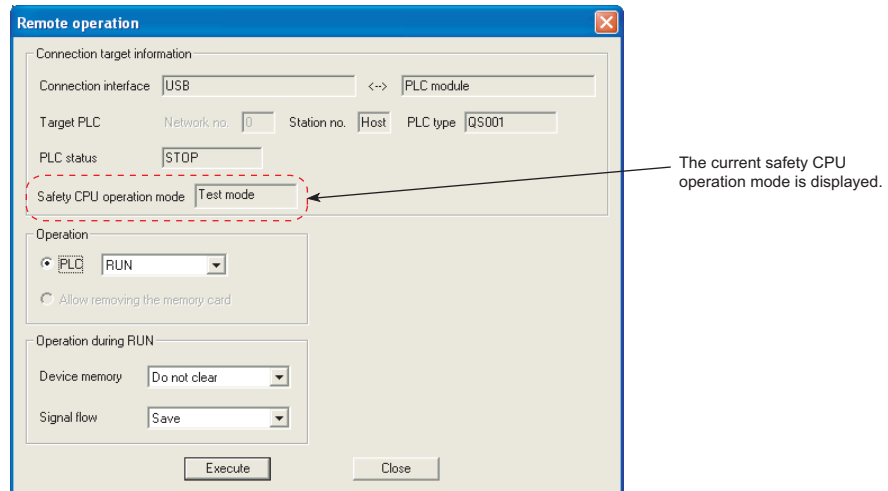 Remote operation
Connection target information
Connection interface USB <--> PLC module
Target PLC Network no. 0 Station no. Host PLC type QS001
PLC status STOP
Safety CPU operation mode Test mode
The current safety CPU
operation mode is displayed.
Operation
PLC RUN
Allow removing the memory card
Operation during RUN
Device memory Do not clear
Signal flow Save
Execute Close